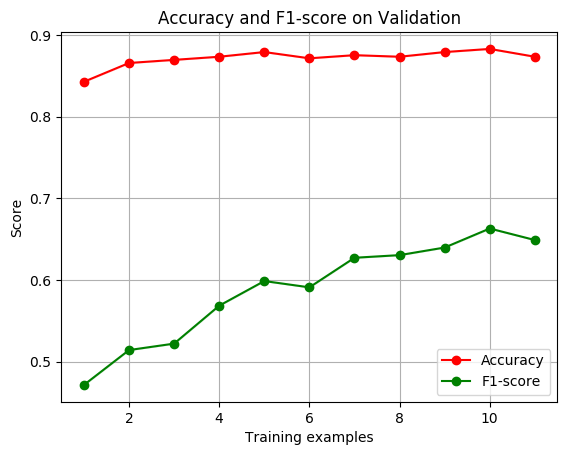 Accuracy and F1-score on Validation
0.9
0.8
0.7
0.6
0.5
Score
2
4
6
8
10
Training examples
Accuracy
F1-score